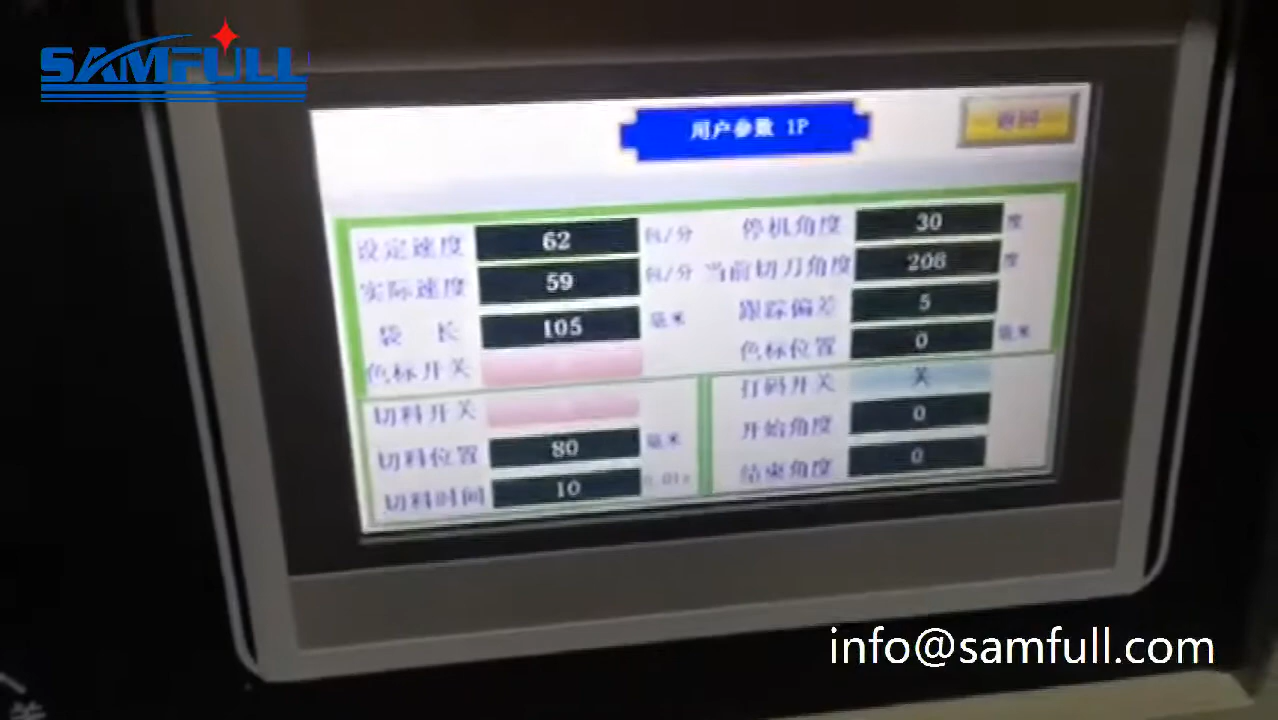 SAMFULL
用户参数 1P
返回
设定速度 62 包/分 停机角度 30 度
实际速度 59 包/分 当前切刀角度 206 度
袋 长 105 毫米 跟踪偏差 5
色标开关 色标位置 0 毫米
切料开关 打码开关 关
切料位置 80 毫米 开始角度 0
切料时间 10 0.01s 结束角度 0
info@samfull.com